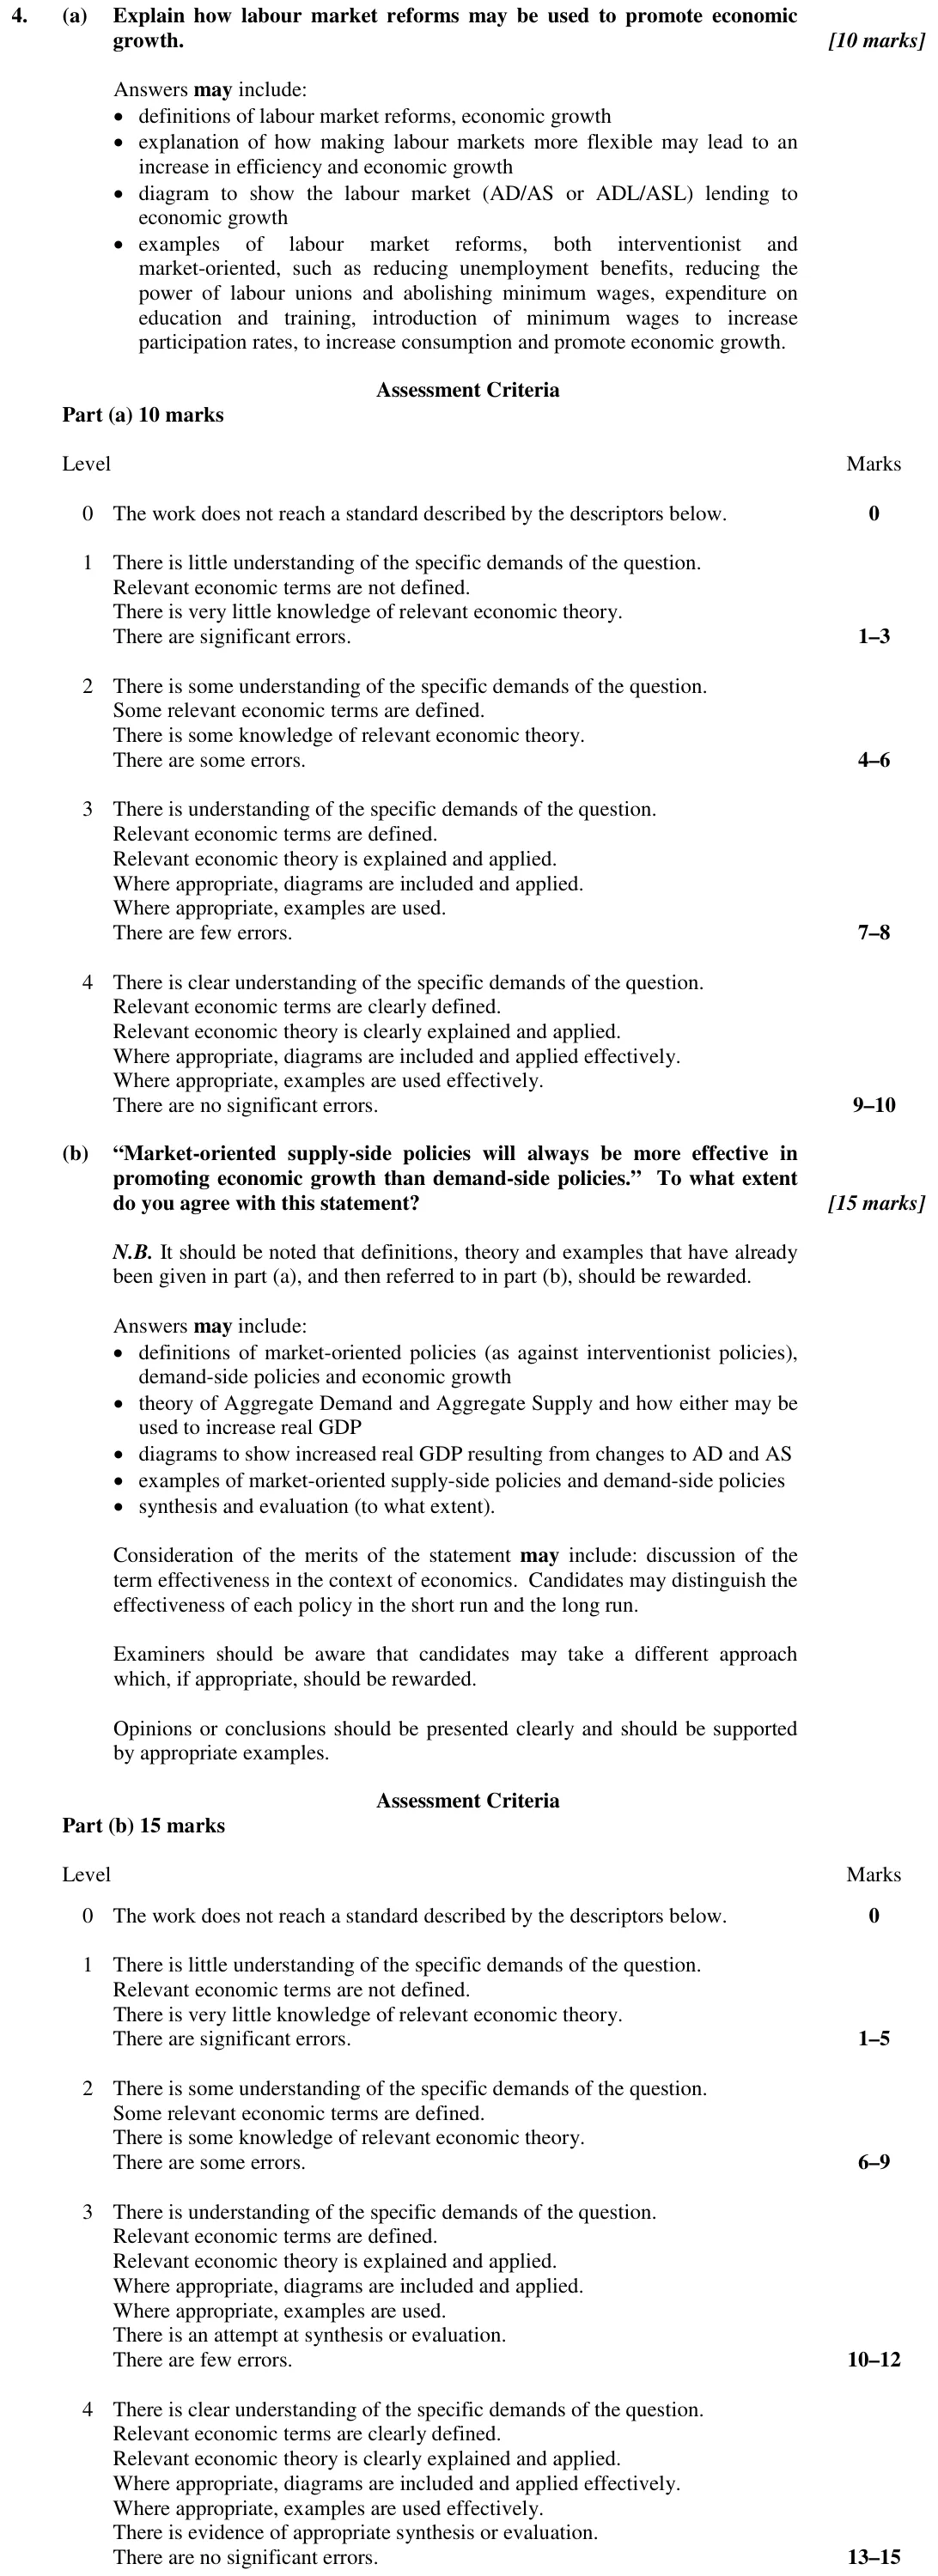 4. (a) Explain how labour market reforms may be used to promote economic
growth. [10 marks]
Answers may include:
• definitions of labour market reforms, economic growth
• explanation of how making labour markets more flexible may lead to an
increase in efficiency and economic growth
• diagram to show the labour market (AD/AS or ADL/ASL) lending to
economic growth
• examples of labour market reforms, both interventionist and
market-oriented, such as reducing unemployment benefits, reducing the
power of labour unions and abolishing minimum wages, expenditure on
education and training, introduction of minimum wages to increase
participation rates, to increase consumption and promote economic growth.
Assessment Criteria
Part (a) 10 marks
Level Marks
0 The work does not reach a standard described by the descriptors below. 0
1 There is little understanding of the specific demands of the question.
Relevant economic terms are not defined.
There is very little knowledge of relevant economic theory.
There are significant errors. 1–3
2 There is some understanding of the specific demands of the question.
Some relevant economic terms are defined.
There is some knowledge of relevant economic theory.
There are some errors. 4–6
3 There is understanding of the specific demands of the question.
Relevant economic terms are defined.
Relevant economic theory is explained and applied.
Where appropriate, diagrams are included and applied.
Where appropriate, examples are used.
There are few errors. 7–8
4 There is clear understanding of the specific demands of the question.
Relevant economic terms are clearly defined.
Relevant economic theory is clearly explained and applied.
Where appropriate, diagrams are included and applied effectively.
Where appropriate, examples are used effectively.
There are no significant errors. 9–10
(b) “Market-oriented supply-side policies will always be more effective in
promoting economic growth than demand-side policies.” To what extent
do you agree with this statement? [15 marks]
N.B. It should be noted that definitions, theory and examples that have already
been given in part (a), and then referred to in part (b), should be rewarded.
Answers may include:
• definitions of market-oriented policies (as against interventionist policies),
demand-side policies and economic growth
• theory of Aggregate Demand and Aggregate Supply and how either may be
used to increase real GDP
• diagrams to show increased real GDP resulting from changes to AD and AS
• examples of market-oriented supply-side policies and demand-side policies
• synthesis and evaluation (to what extent).
Consideration of the merits of the statement may include: discussion of the
term effectiveness in the context of economics. Candidates may distinguish the
effectiveness of each policy in the short run and the long run.
Examiners should be aware that candidates may take a different approach
which, if appropriate, should be rewarded.
Opinions or conclusions should be presented clearly and should be supported
by appropriate examples.
Assessment Criteria
Part (b) 15 marks
Level Marks
0 The work does not reach a standard described by the descriptors below. 0
1 There is little understanding of the specific demands of the question.
Relevant economic terms are not defined.
There is very little knowledge of relevant economic theory.
There are significant errors. 1–5
2 There is some understanding of the specific demands of the question.
Some relevant economic terms are defined.
There is some knowledge of relevant economic theory.
There are some errors. 6–9
3 There is understanding of the specific demands of the question.
Relevant economic terms are defined.
Relevant economic theory is explained and applied.
Where appropriate, diagrams are included and applied.
Where appropriate, examples are used.
There is an attempt at synthesis or evaluation.
There are few errors. 10–12
4 There is clear understanding of the specific demands of the question.
Relevant economic terms are clearly defined.
Relevant economic theory is clearly explained and applied.
Where appropriate, diagrams are included and applied effectively.
Where appropriate, examples are used effectively.
There is evidence of appropriate synthesis or evaluation.
There are no significant errors. 13–15